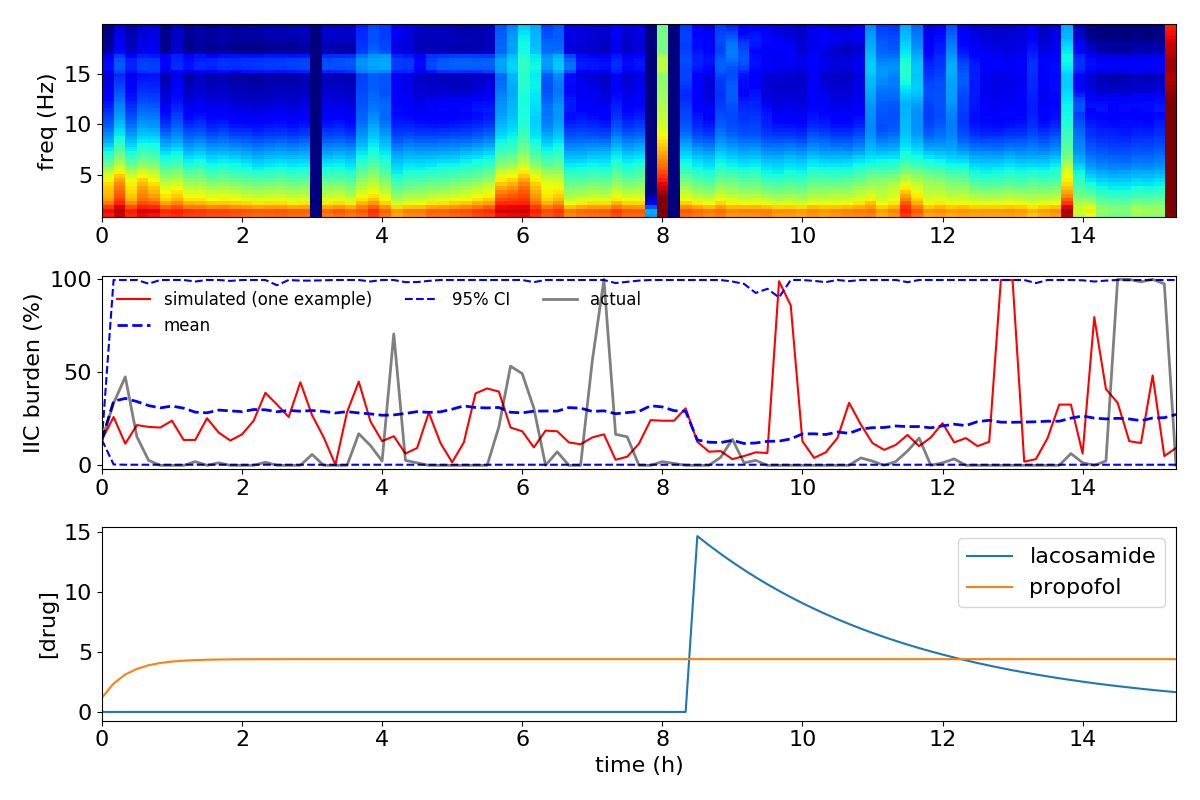 freq (Hz)
15
10
5
0 2 4 6 8 10 12 14
IIC burden (%)
100
50
0
simulated (one example) 95% CI actual
mean
0 2 4 6 8 10 12 14
[drug]
15
10
5
0
lacosamide
propofol
0 2 4 6 8 10 12 14
time (h)